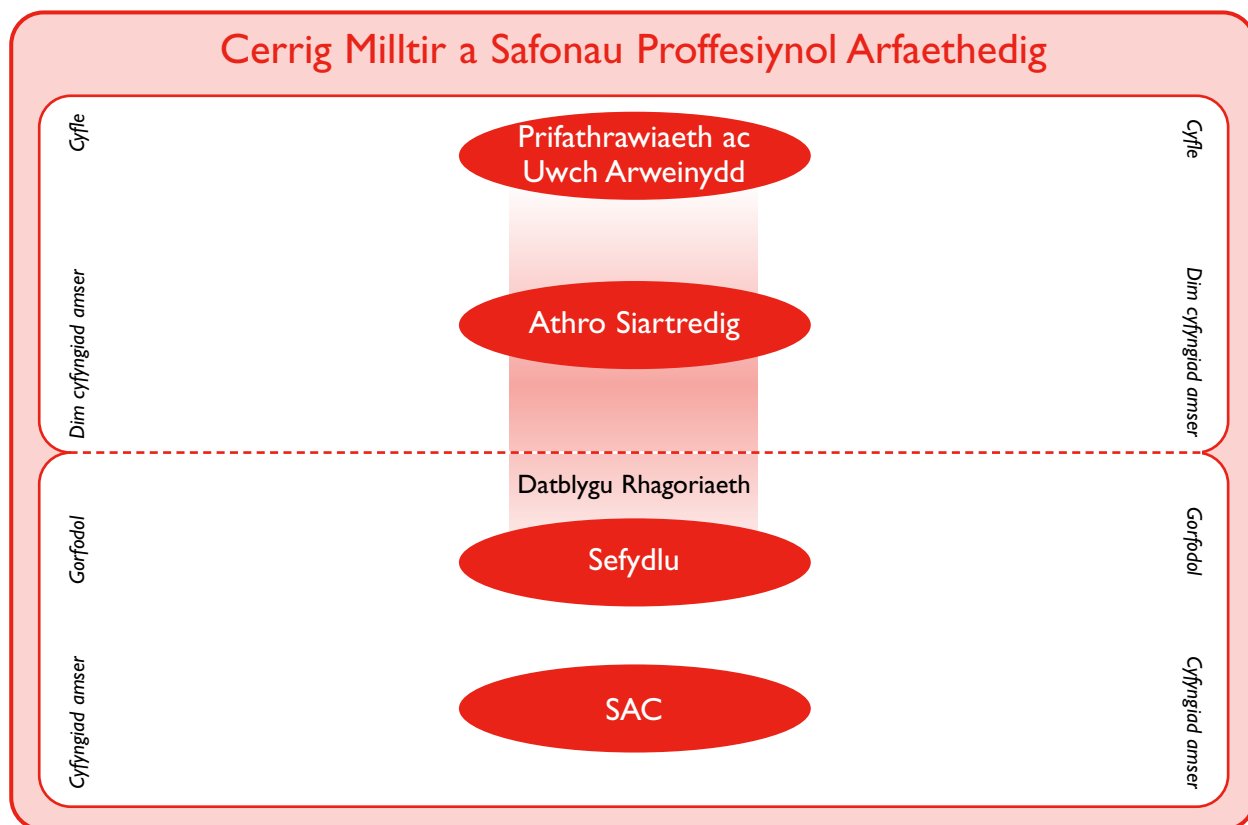 Cerrig Milltir a Safonau Proffesiynol Arfaethedig
Cyfle
Prifathrawiaeth ac
Uwch Arweinydd
Cyfle
Dim cyfyngiad amser
Athro Siartredig
Dim cyfyngiad amser
Datblygu Rhagoriaeth
Gorfodol
Sefydlu
Gorfodol
Cyfyngiad amser
SAC
Cyfyngiad amser